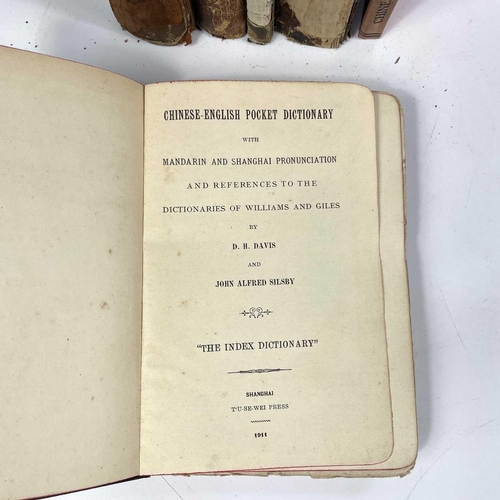 CHINESE-ENGLISH POCKET DICTIONARY
WITH
MANDARIN AND SHANGHAI PRONUNCIATION
AND REFERENCES TO THE
DICTIONARIES OF WILLIAMS AND GILES
BY
D. H. DAVIS
AND
JOHN ALFRED SILSBY
"THE INDEX DICTIONARY"
SHANGHAI
T'U-SE-WEI PRESS
1911